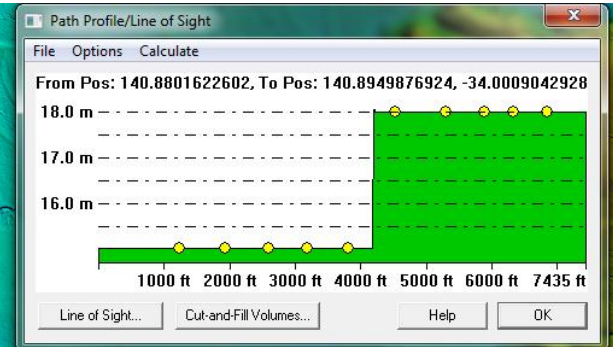 Path Profile/Line of Sight
File Options Calculate
From Pos: 140.8801622602, To Pos: 140.8949876924, -34.0009042928
18.0 m
17.0 m
16.0 m
1000 ft 2000 ft 3000 ft 4000 ft 5000 ft 6000 ft 7435 ft
Line of Sight... Cut-and-Fill Volumes... Help OK